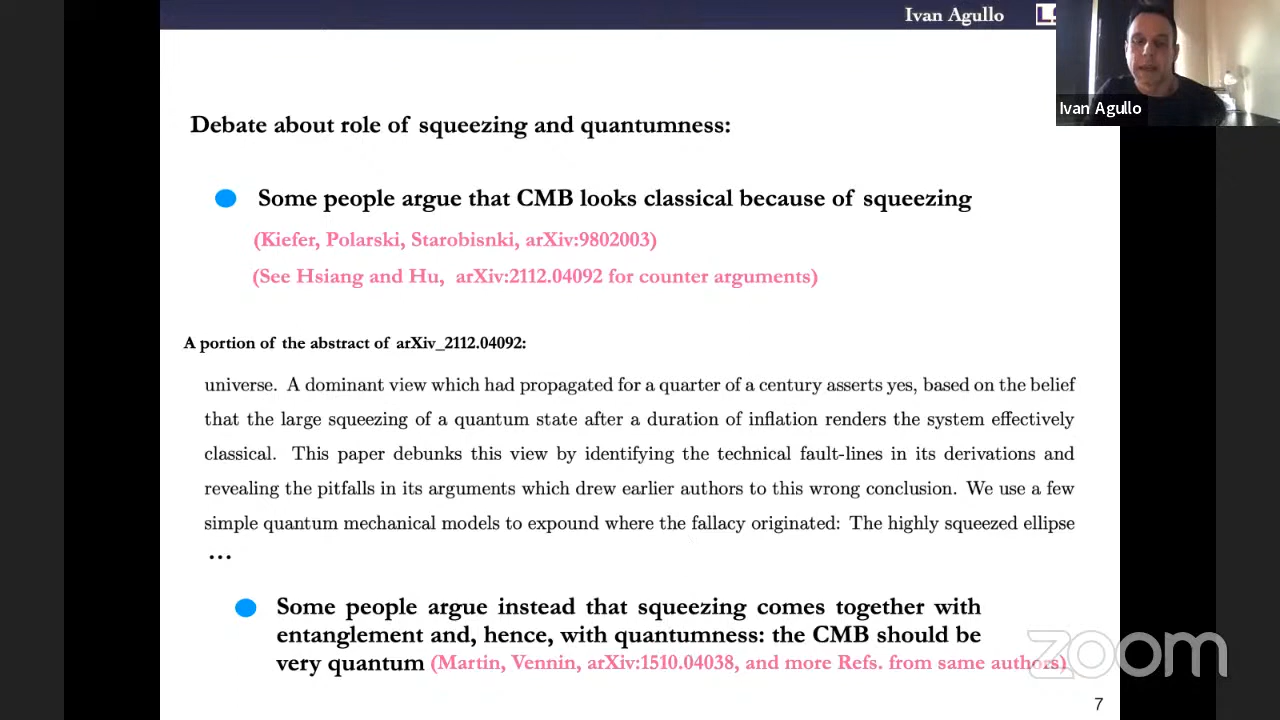 Ivan Agullo
Ivan Agullo
Debate about role of squeezing and quantumness:
Some people argue that CMB looks classical because of squeezing
(Kiefer, Polarski, Starobisnki, arXiv:9802003)
(See Hsiang and Hu, arXiv:2112.04092 for counter arguments)
A portion of the abstract of arXiv_2112.04092:
universe. A dominant view which had propagated for a quarter of a century asserts yes, based on the belief
that the large squeezing of a quantum state after a duration of inflation renders the system effectively
classical. This paper debunks this view by identifying the technical fault-lines in its derivations and
revealing the pitfalls in its arguments which drew earlier authors to this wrong conclusion. We use a few
simple quantum mechanical models to expound where the fallacy originated: The highly squeezed ellipse
...
Some people argue instead that squeezing comes together with
entanglement and, hence, with quantumness: the CMB should be
very quantum (Martin, Vennin, arXiv:1510.04038, and more Refs. from same authors)
zoom
7